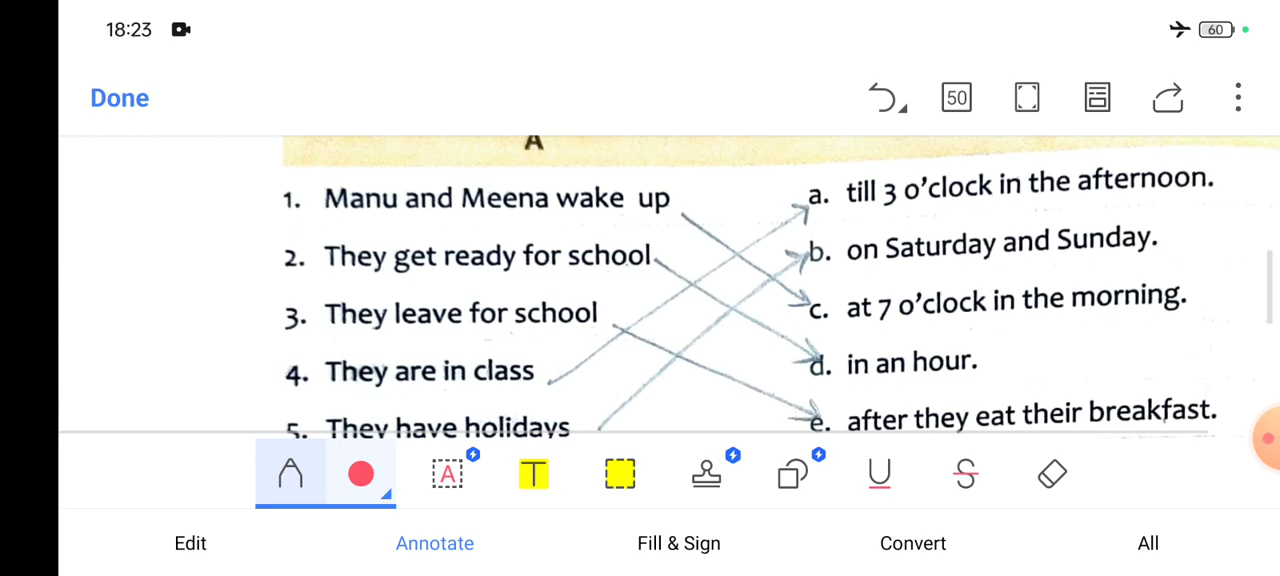 18:23
60
Done
50
A
1. Manu and Meena wake up
a. till 3 o'clock in the afternoon.
2. They get ready for school
b. on Saturday and Sunday.
3. They leave for school
c. at 7 o'clock in the morning.
4. They are in class
d. in an hour.
5. They have holidays
e. after they eat their breakfast.
A T U S
Edit Annotate Fill & Sign Convert All